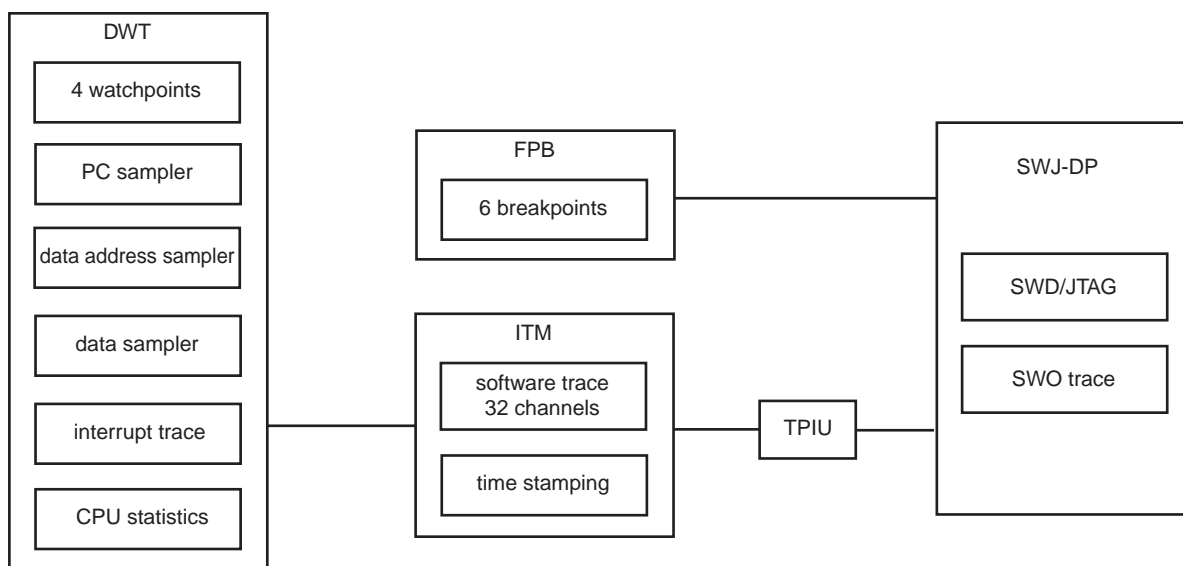 DWT
4 watchpoints
PC sampler
data address sampler
data sampler
interrupt trace
CPU statistics
FPB
6 breakpoints
ITM
software trace
32 channels
time stamping
TPIU
SWJ-DP
SWD/JTAG
SWO trace